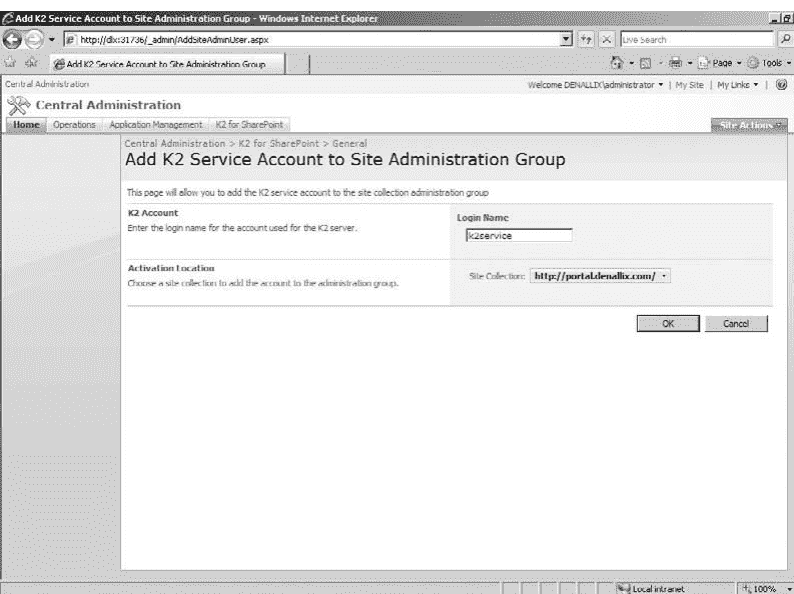 Add K2 Service Account to Site Administration Group - Windows Internet Explorer
http://dlx:31736/_admin/AddSiteAdminUser.aspx
Live Search
Add K2 Service Account to Site Administration Group
Page
Tools
Central Administration
Welcome DENALLIX\administrator
My Site
My Links
Central Administration
Home Operations Application Management K2 for SharePoint
Site Actions
Central Administration > K2 for SharePoint > General
Add K2 Service Account to Site Administration Group
This page will allow you to add the K2 service account to the site collection administration group
K2 Account
Enter the login name for the account used for the K2 server.
Login Name
k2service
Activation Location
Choose a site collection to add the account to the administration group.
Site Collection: http://portal.denallix.com/
OK Cancel
Local intranet 100%